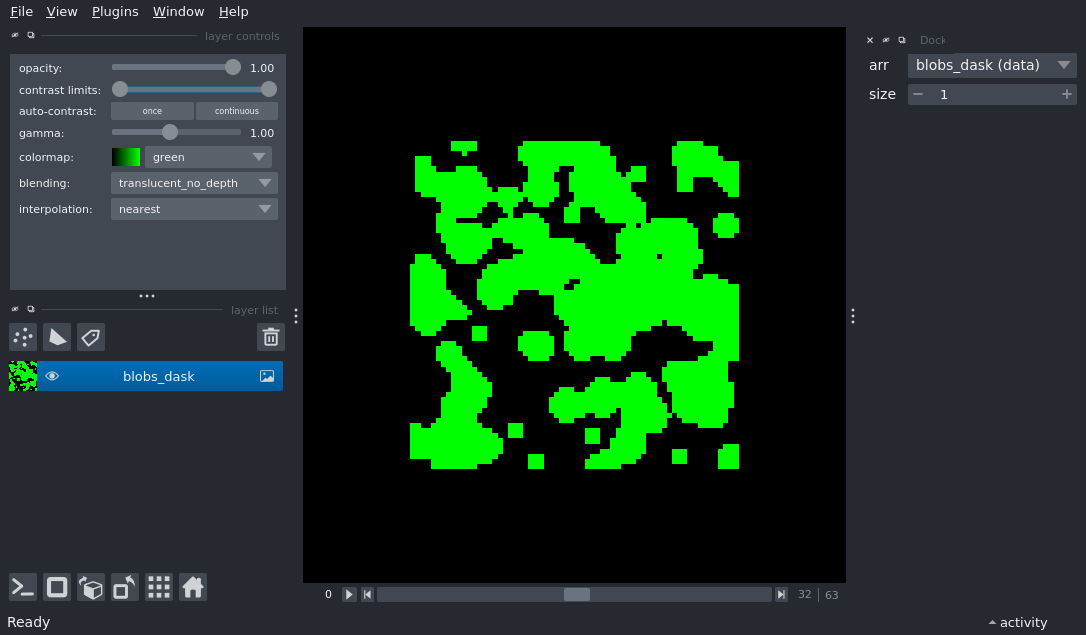 File View Plugins Window Help
layer controls
opacity: 1.00
contrast limits:
auto-contrast: once continuous
gamma: 1.00
colormap: green
blending: translucent_no_depth
interpolation: nearest
layer list
blobs_dask
0 32 63
Ready
Dock
arr blobs_dask (data)
size 1
activity